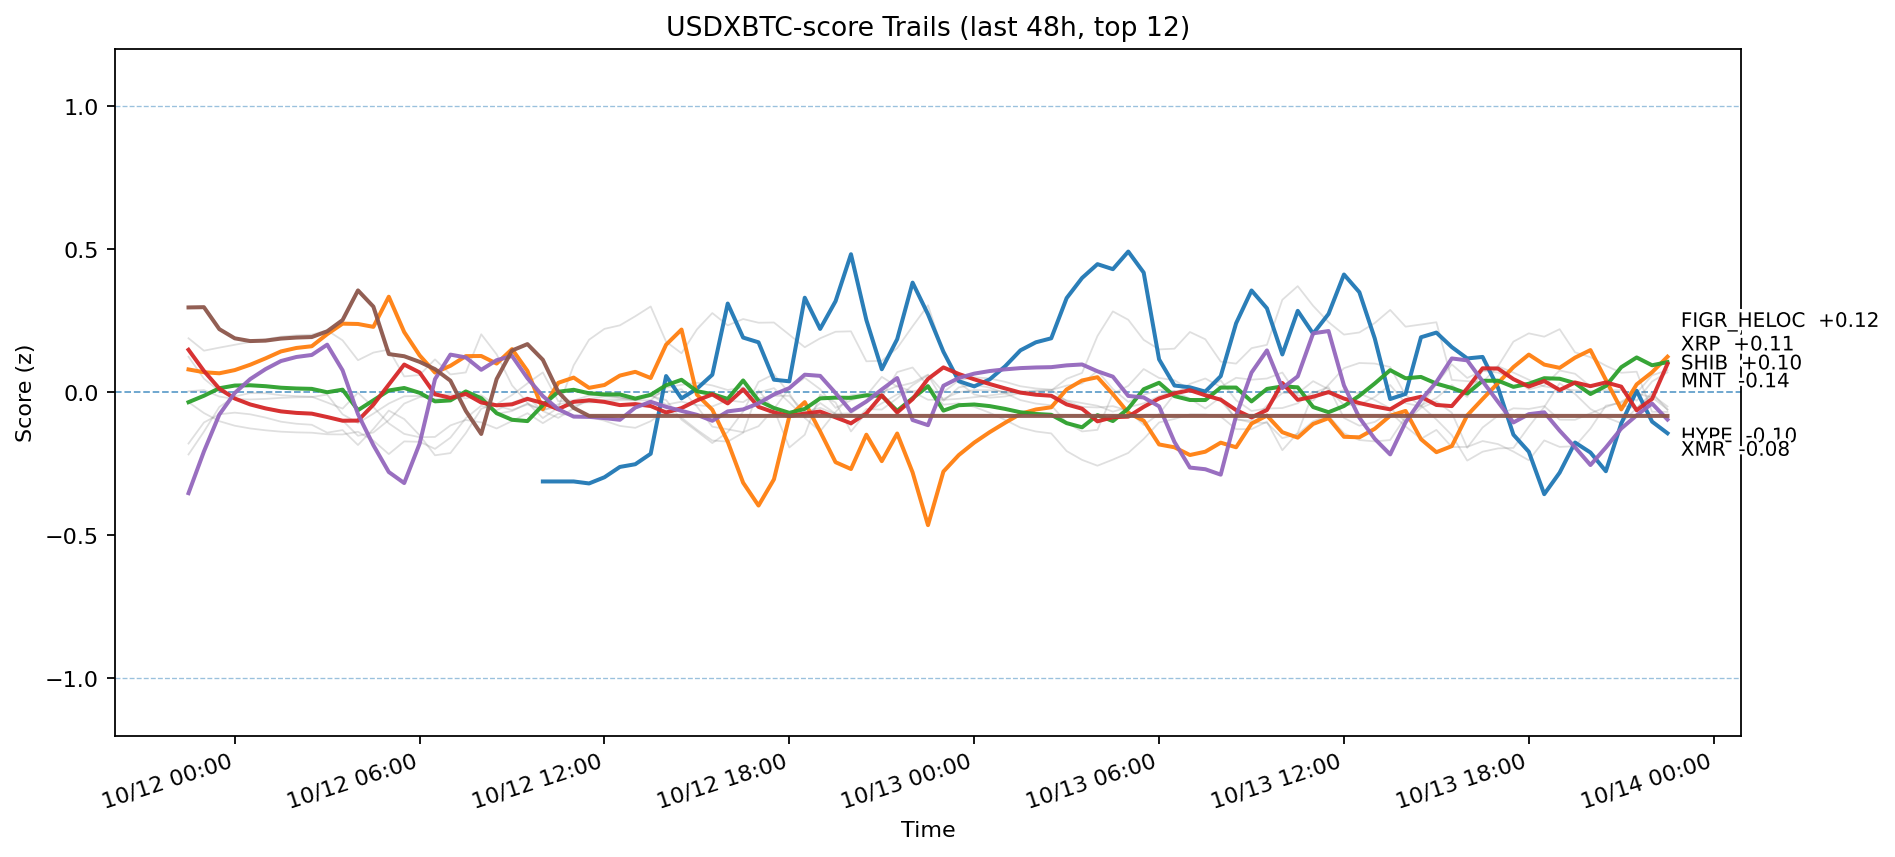 USDXBTC-score Trails (last 48h, top 12)
Score (z)
1.0
0.5
0.0
−0.5
−1.0
FIGR_HELOC +0.12
XRP +0.11
SHIB +0.10
MNT -0.14
HYPE -0.10
XMR -0.08
10/12 00:00
10/12 06:00
10/12 12:00
10/12 18:00
10/13 00:00
10/13 06:00
10/13 12:00
10/13 18:00
10/14 00:00
Time